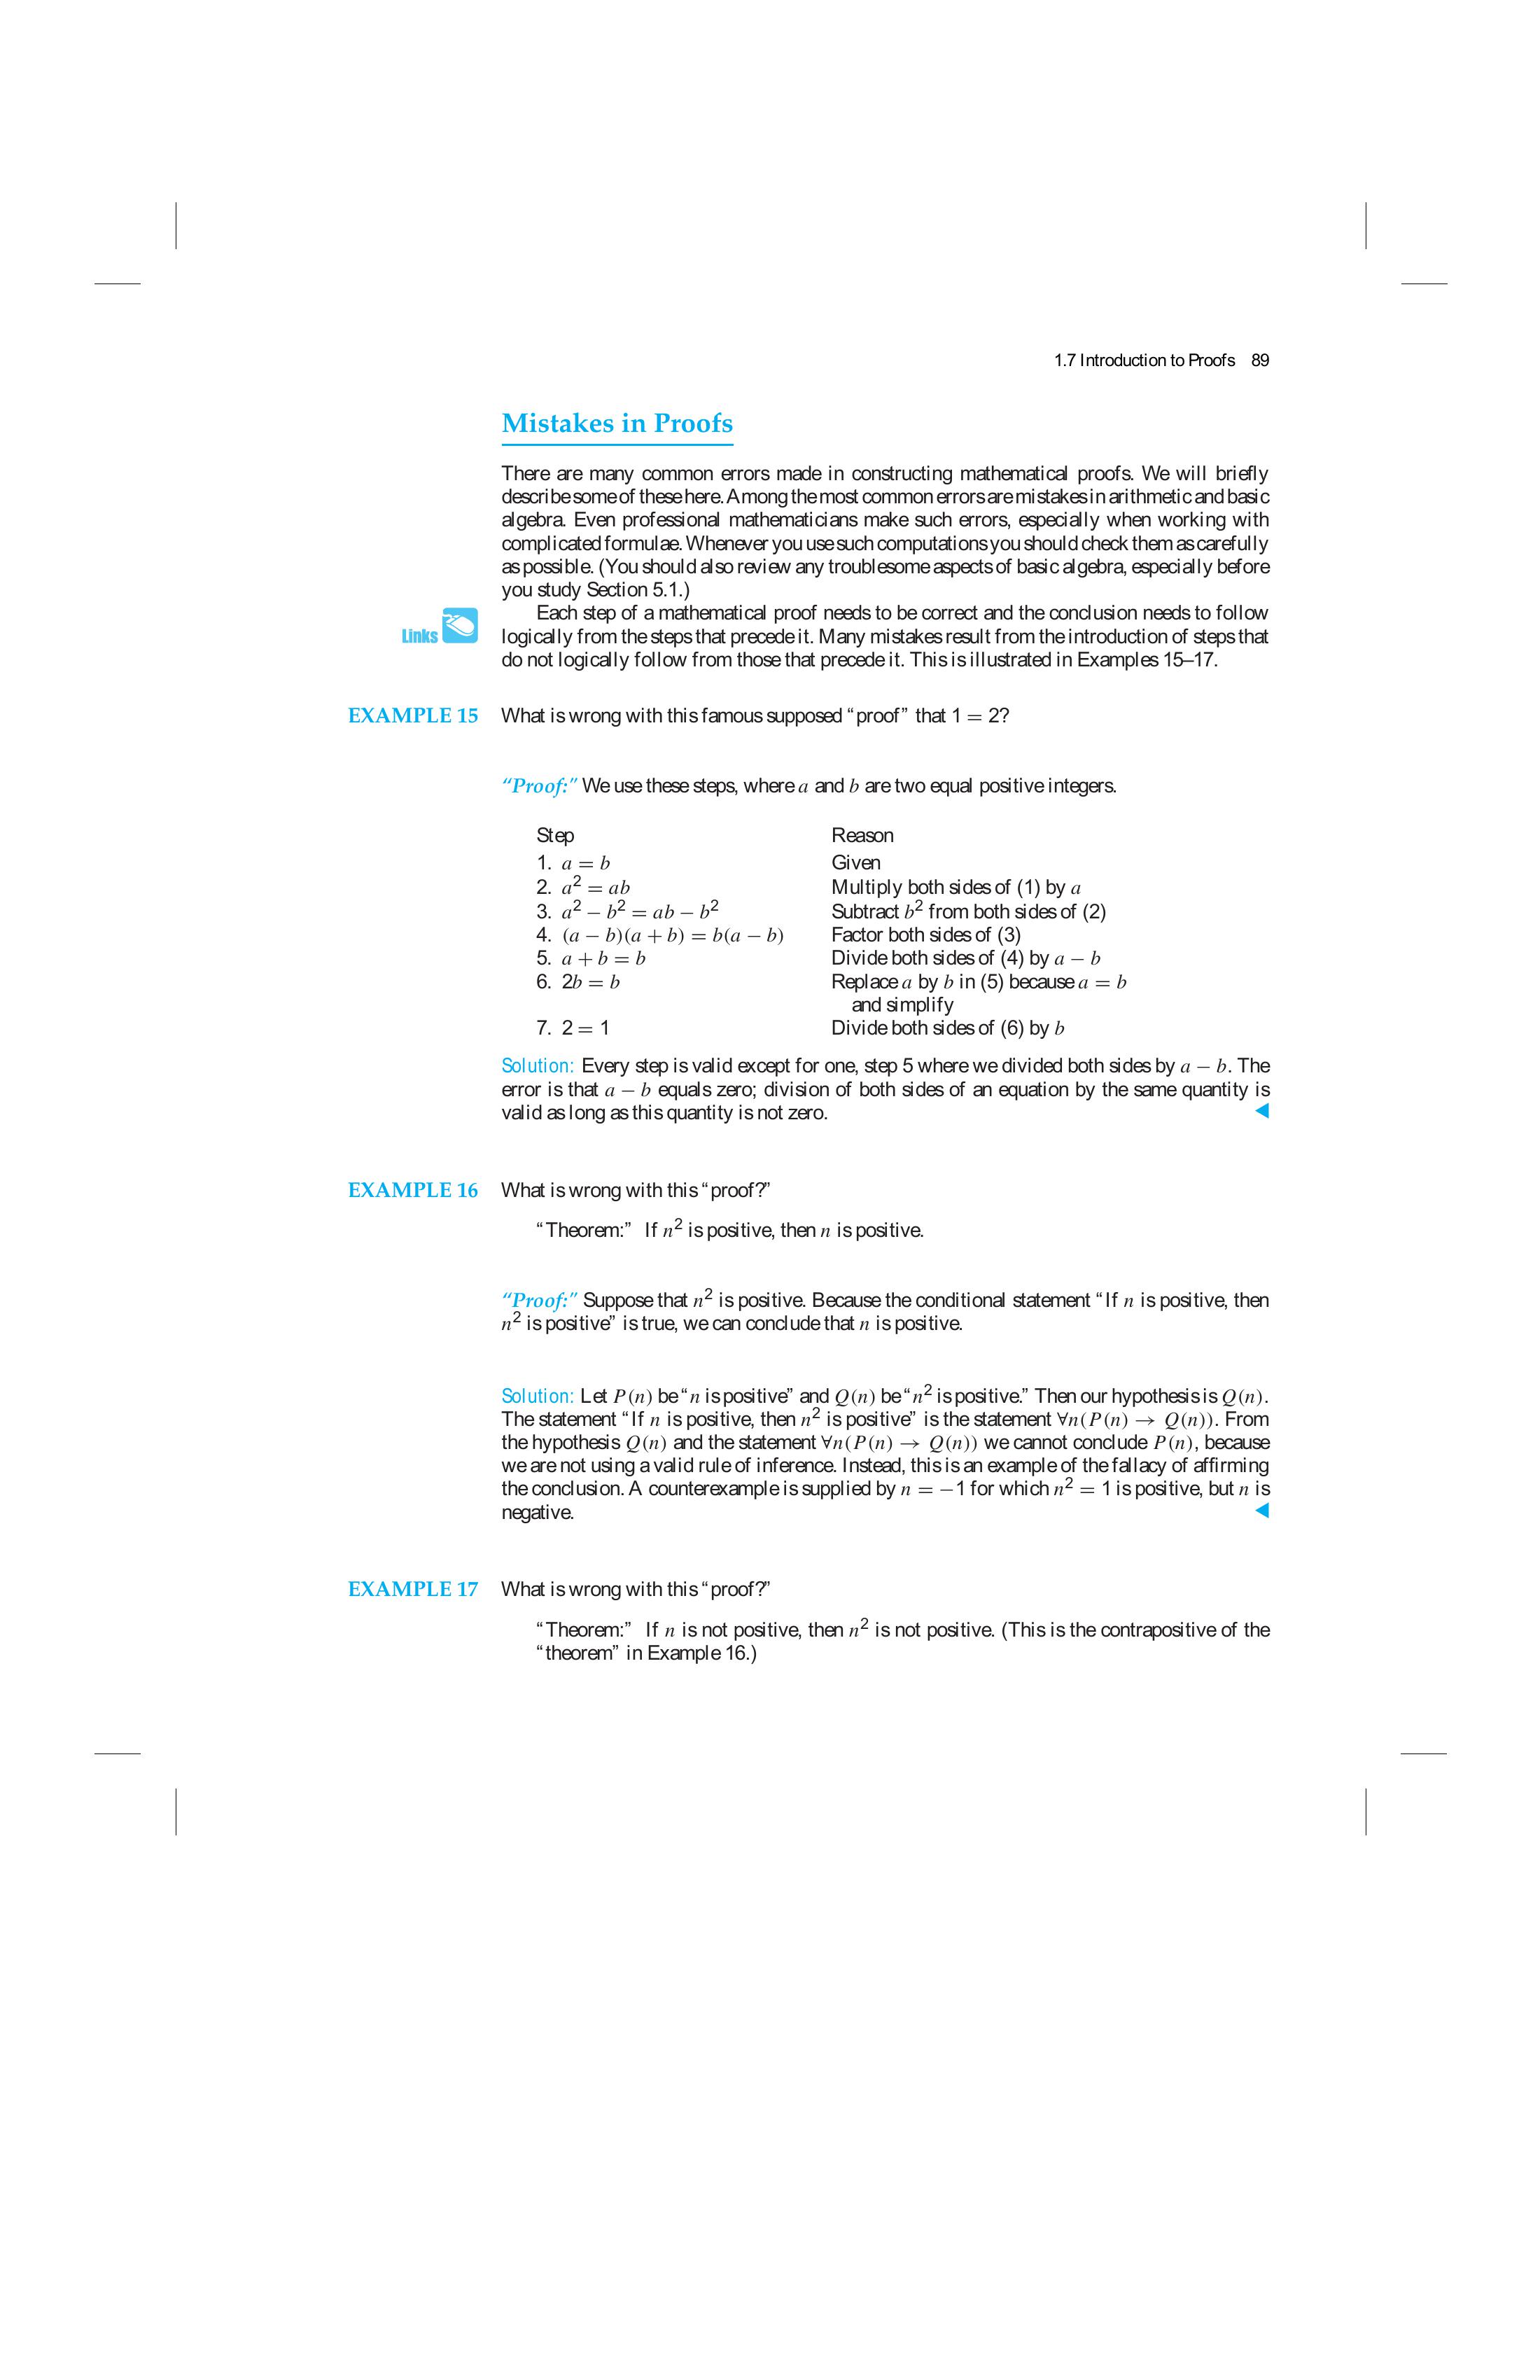 1.7 Introduction to Proofs 89
Mistakes in Proofs
There are many common errors made in constructing mathematical proofs. We will briefly
describe some of these here. Among the most common errors are mistakes in arithmetic and basic
algebra. Even professional mathematicians make such errors, especially when working with
complicated formulae. Whenever you use such computations you should check them as carefully
as possible. (You should also review any troublesome aspects of basic algebra, especially before
you study Section 5.1.)
Each step of a mathematical proof needs to be correct and the conclusion needs to follow
Links logically from the steps that precede it. Many mistakes result from the introduction of steps that
do not logically follow from those that precede it. This is illustrated in Examples 15–17.
EXAMPLE 15 What is wrong with this famous supposed “proof” that 1 = 2?
“Proof:” We use these steps, where a and b are two equal positive integers.
Step Reason
1. a = b Given
2. a² = ab Multiply both sides of (1) by a
3. a² − b² = ab − b² Subtract b² from both sides of (2)
4. (a − b)(a + b) = b(a − b) Factor both sides of (3)
5. a + b = b Divide both sides of (4) by a − b
6. 2b = b Replace a by b in (5) because a = b
and simplify
7. 2 = 1 Divide both sides of (6) by b
Solution: Every step is valid except for one, step 5 where we divided both sides by a − b. The
error is that a − b equals zero; division of both sides of an equation by the same quantity is
valid as long as this quantity is not zero.
EXAMPLE 16 What is wrong with this “proof?”
“Theorem:” If n² is positive, then n is positive.
“Proof:” Suppose that n² is positive. Because the conditional statement “If n is positive, then
n² is positive” is true, we can conclude that n is positive.
Solution: Let P(n) be “n is positive” and Q(n) be “n² is positive.” Then our hypothesis is Q(n).
The statement “If n is positive, then n² is positive” is the statement ∀n(P(n) → Q(n)). From
the hypothesis Q(n) and the statement ∀n(P(n) → Q(n)) we cannot conclude P(n), because
we are not using a valid rule of inference. Instead, this is an example of the fallacy of affirming
the conclusion. A counterexample is supplied by n = −1 for which n² = 1 is positive, but n is
negative.
EXAMPLE 17 What is wrong with this “proof?”
“Theorem:” If n is not positive, then n² is not positive. (This is the contrapositive of the
“theorem” in Example 16.)